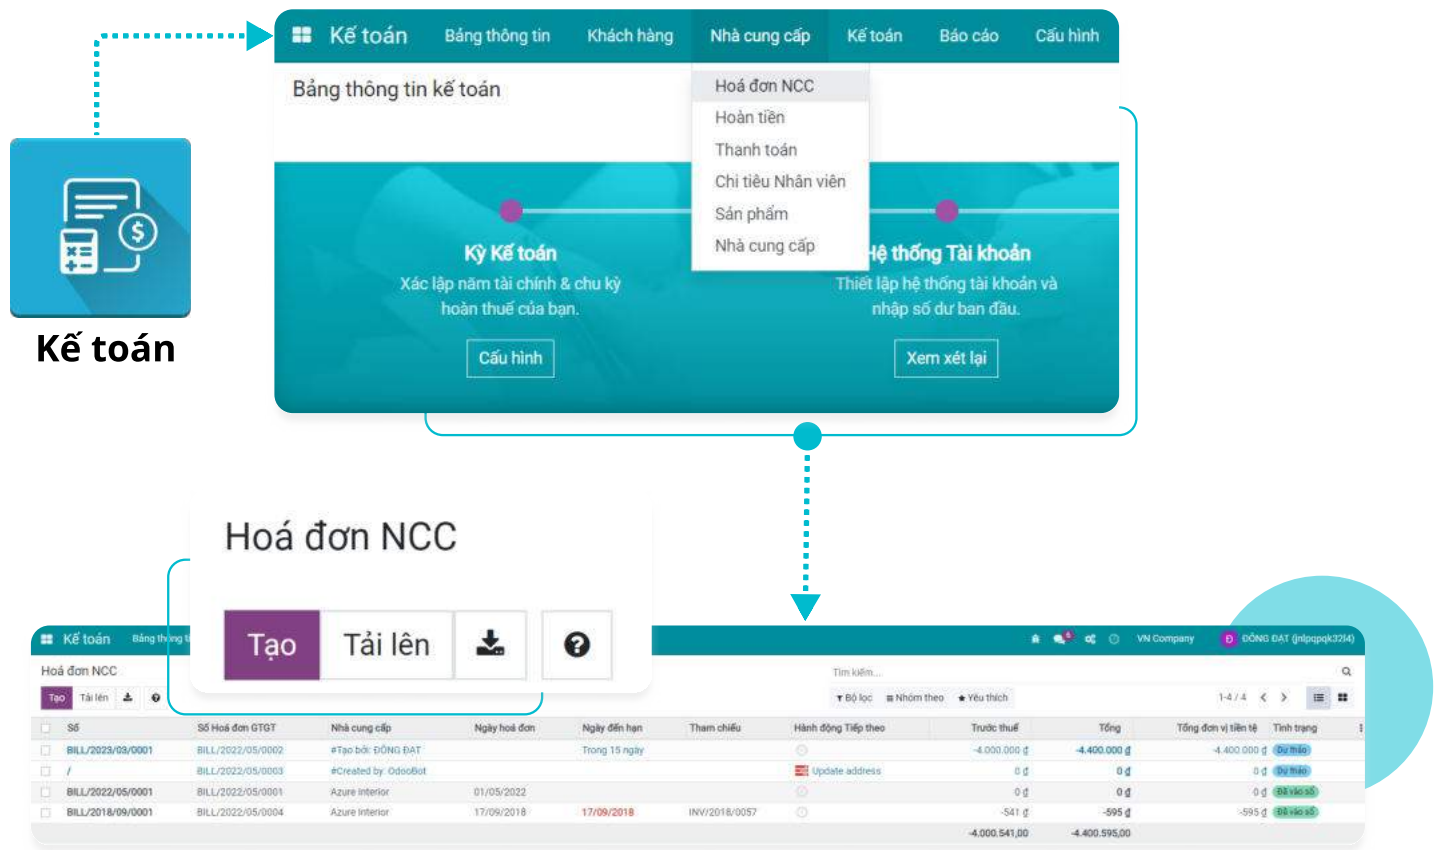 Kế toán
Bảng thông tin
Khách hàng
Nhà cung cấp
Kế toán
Báo cáo
Cấu hình
Bảng thông tin kế toán
Hoá đơn NCC
Hoàn tiền
Thanh toán
Chi tiêu Nhân viên
Sản phẩm
Nhà cung cấp
Kỳ Kế toán
Xác lập năm tài chính & chu kỳ
hoàn thuế của bạn.
Cấu hình
Hệ thống Tài khoản
Thiết lập hệ thống tài khoản và
nhập số dư ban đầu.
Xem xét lại
Kế toán
Hoá đơn NCC
Tạo
Tải lên
Kế toán
Bảng thông
VN Company
Đ
ĐÔNG ĐẠT
Hoá đơn NCC
Tìm kiếm...
Tạo
Tải lên
Bộ lọc
Nhóm theo
Yêu thích
1-4 / 4
Số
Số Hoá đơn GTGT
Nhà cung cấp
Ngày hoá đơn
Ngày đến hạn
Tham chiếu
Hành động Tiếp theo
Trước thuế
Tổng
Tổng đơn vị tiền tệ
Tình trạng
BILL/2023/03/0001
BILL/2022/05/0002
#Tạo bởi: ĐÔNG ĐẠT
Trong 15 ngày
-4.000.000 ₫
-4.400.000 ₫
-4.400.000 ₫
Dự thảo
/
BILL/2022/05/0003
#Created by: OdooBot
Update address
0 ₫
0 ₫
0 ₫
Dự thảo
BILL/2022/05/0001
BILL/2022/05/0001
Azure Interior
01/05/2022
0 ₫
0 ₫
0 ₫
Đã vào sổ
BILL/2018/09/0001
BILL/2022/05/0004
Azure Interior
17/09/2018
17/09/2018
INV/2018/0057
-541 ₫
-595 ₫
-595 ₫
Đã vào sổ
-4.000.541,00
-4.400.595,00